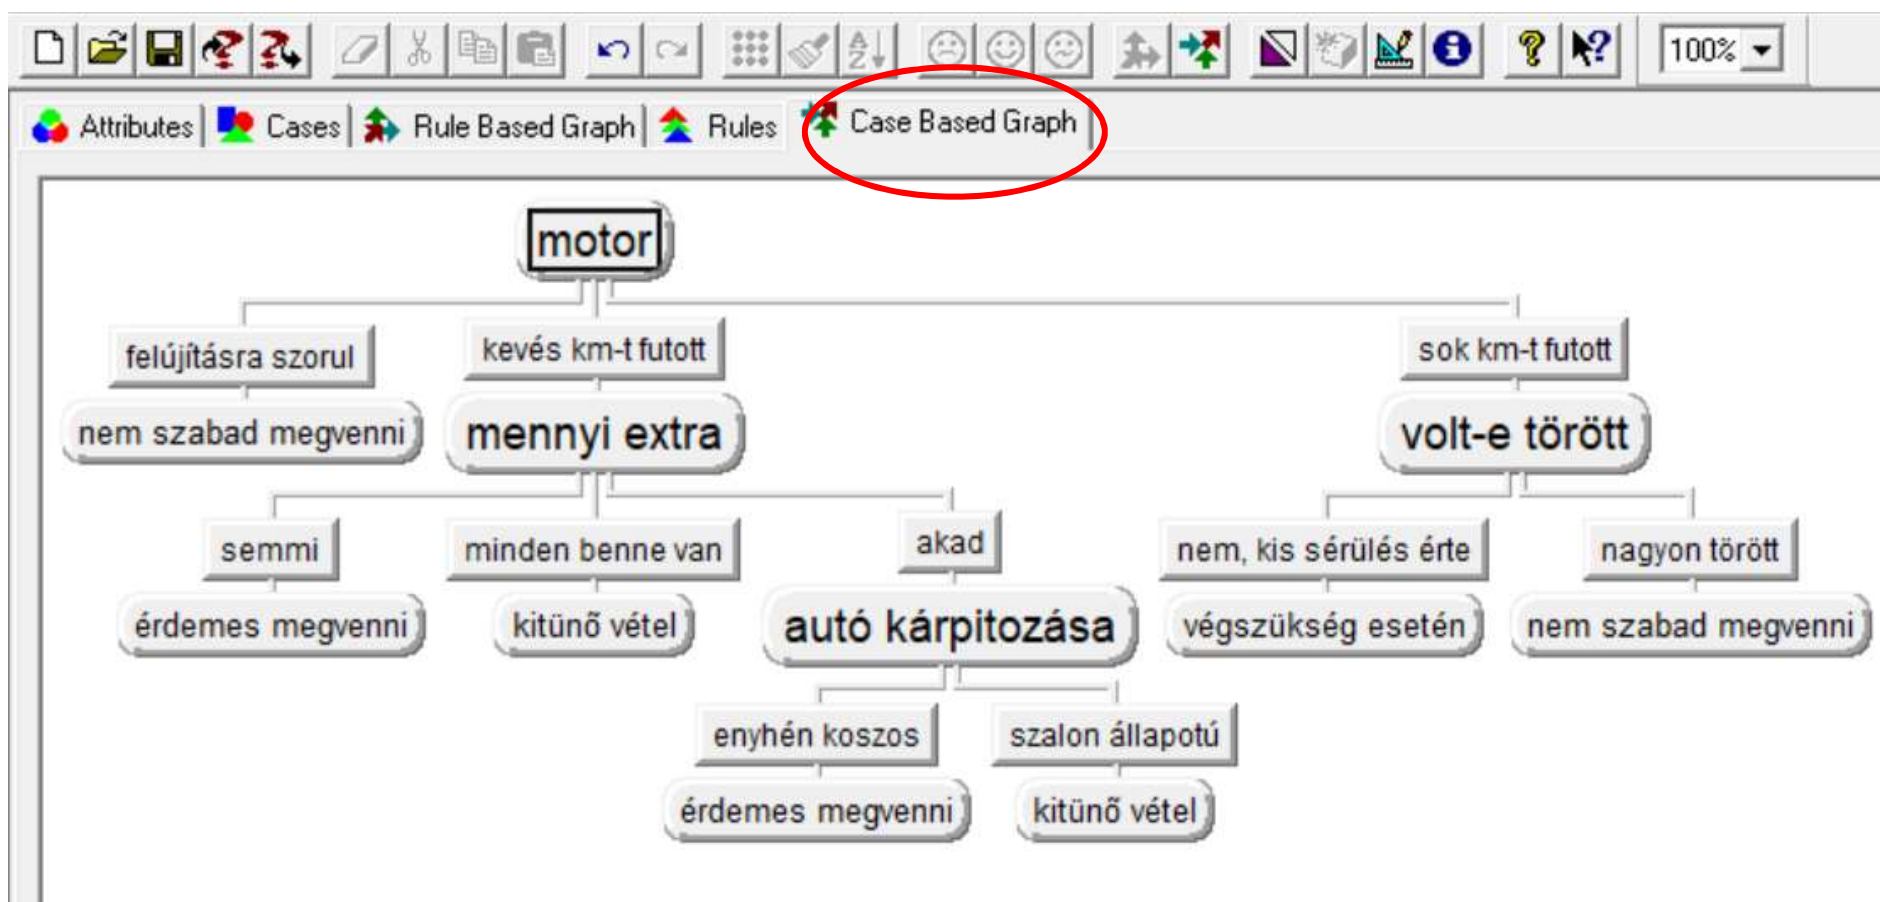 100%
Attributes Cases Rule Based Graph Rules Case Based Graph
motor
felújításra szorul kevés km-t futott sok km-t futott
nem szabad megvenni mennyi extra volt-e törött
semmi minden benne van akad nem, kis sérülés érte nagyon törött
érdemes megvenni kitünő vétel autó kárpitozása végszükség esetén nem szabad megvenni
enyhén koszos szalon állapotú
érdemes megvenni kitünő vétel